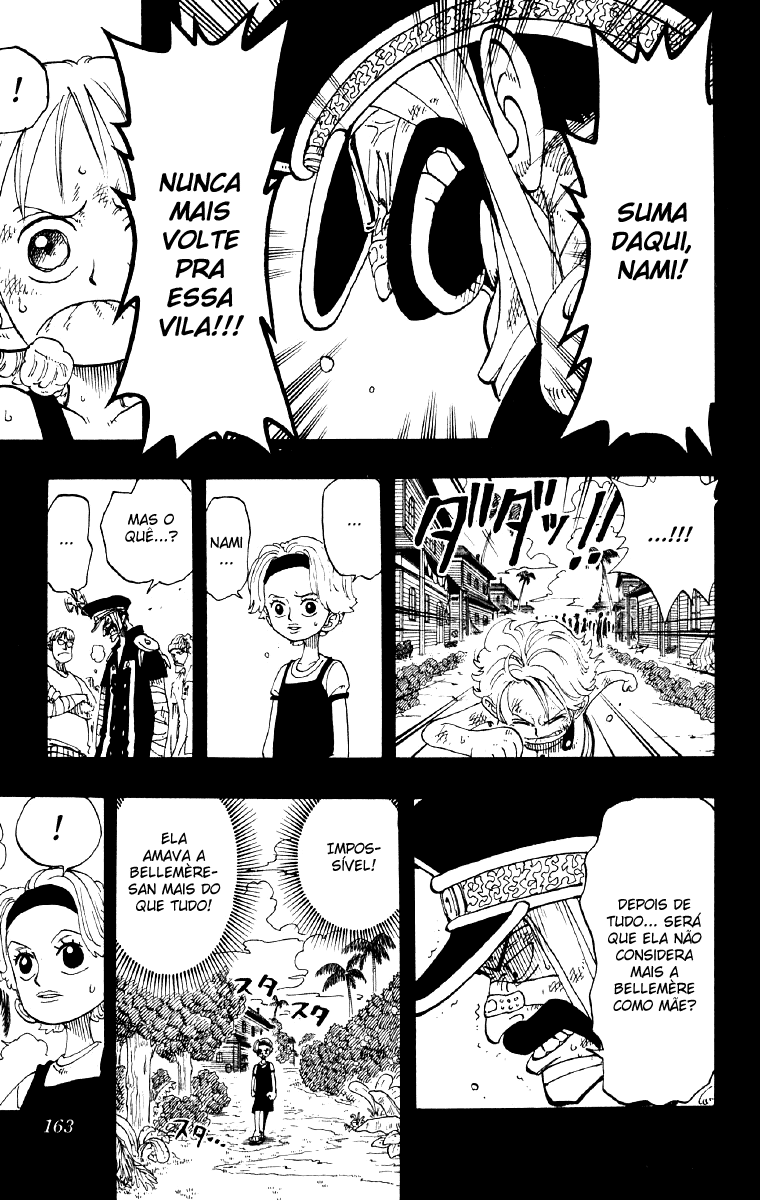 SUMA
DAQUI,
NAMI!
NUNCA
MAIS
VOLTE
PRA
ESSA
VILA!!!
!
...!!!
ダダッ!!
...
NAMI
...
MAS O
QUÊ...?
...
DEPOIS DE
TUDO... SERÁ
QUE ELA NÃO
CONSIDERA
MAIS A
BELLEMÈRE
COMO MÃE?
IMPOS-
SÍVEL!
ELA
AMAVA A
BELLEMÈRE-
SAN MAIS DO
QUE TUDO!
スタ
スタ
スタ...
!
163